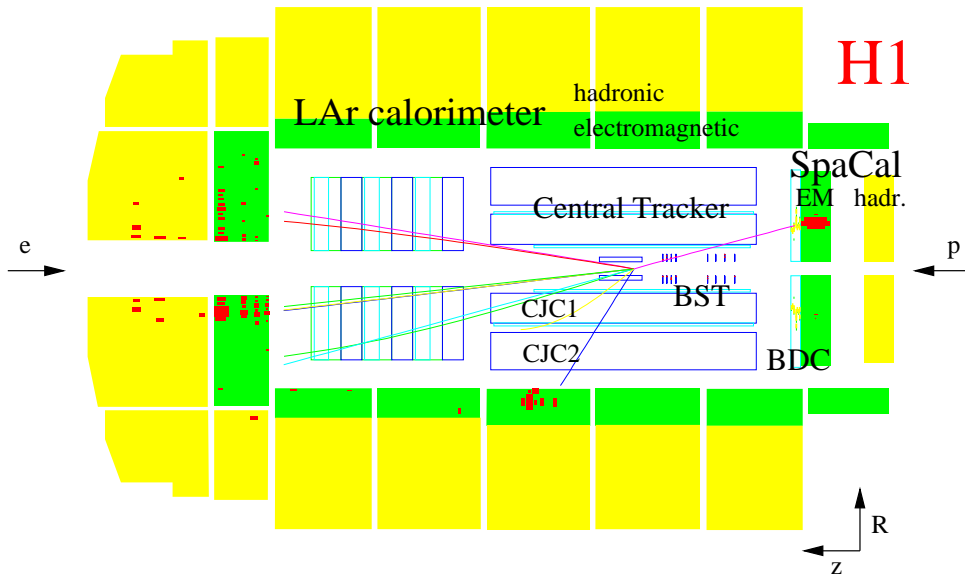 H1
hadronic
LAr calorimeter
electromagnetic
SpaCal
EM hadr.
Central Tracker
e
p
BST
CJC1
CJC2
BDC
R
z